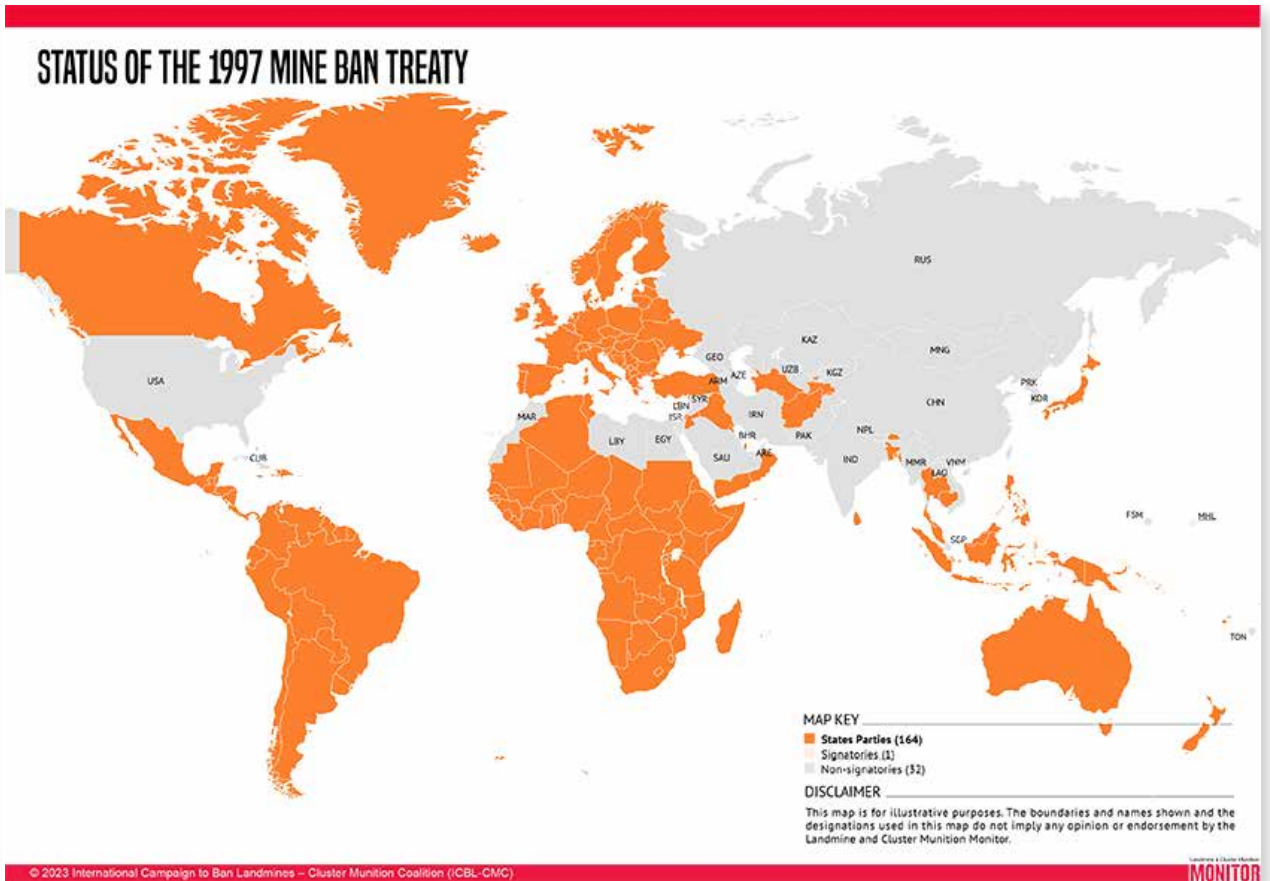 STATUS OF THE 1997 MINE BAN TREATY
RUS
KAZ
MNG
GEO
UZB
KGZ
ARM
AZE
USA
PRK
KOR
SYR
LBN
ISR
IRN
CHN
MAR
LBY
EGY
BHR
PAK
NPL
CUB
SAU
ARE
IND
MMR
VNM
LAO
FSM
MHL
SGP
TON
MAP KEY
States Parties (164)
Signatories (1)
Non-signatories (32)
DISCLAIMER
This map is for illustrative purposes. The boundaries and names shown and the
designations used in this map do not imply any opinion or endorsement by the
Landmine and Cluster Munition Monitor.
Landmine & Cluster Munition
MONITOR
© 2023 International Campaign to Ban Landmines – Cluster Munition Coalition (ICBL-CMC)